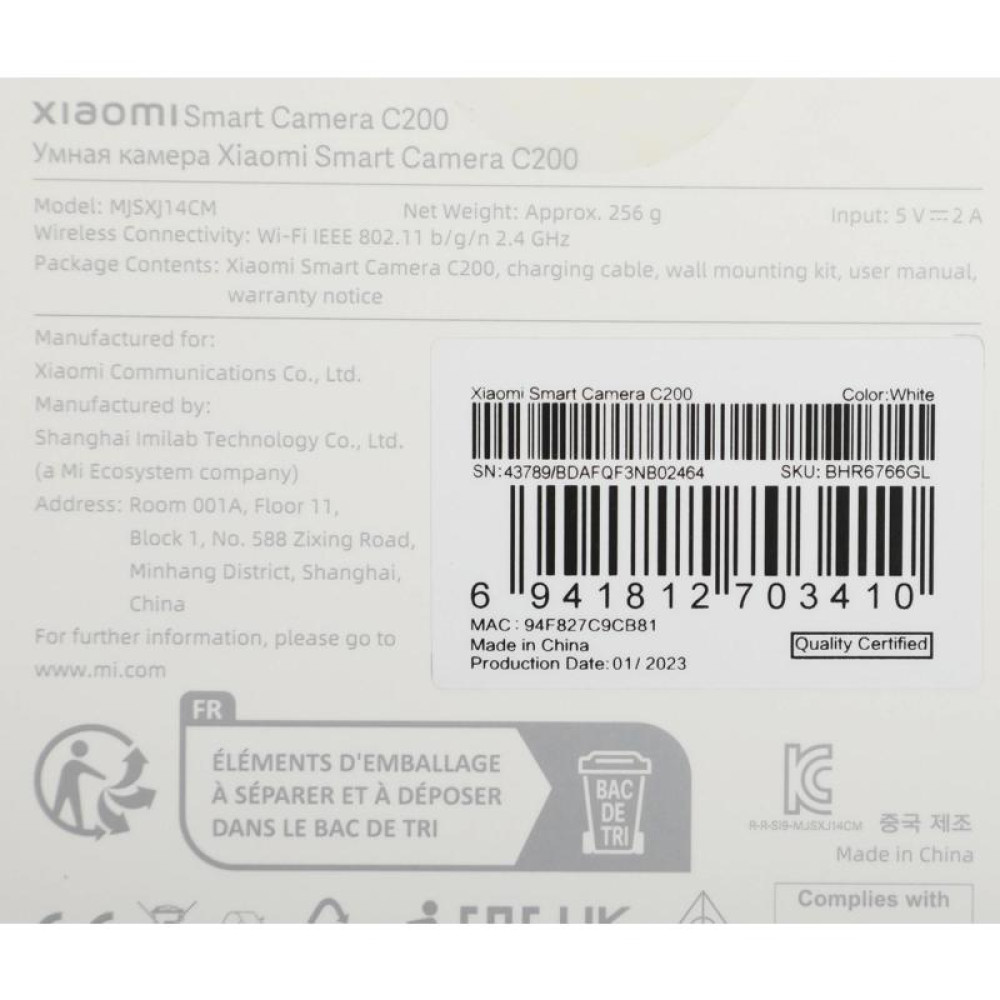 xiaomi Smart Camera C200
Умная камера Xiaomi Smart Camera C200
Model: MJSXJ14CM Net Weight: Approx. 256 g Input: 5 V⎓2 A
Wireless Connectivity: Wi-Fi IEEE 802.11 b/g/n 2.4 GHz
Package Contents: Xiaomi Smart Camera C200, charging cable, wall mounting kit, user manual,
warranty notice
Manufactured for:
Xiaomi Communications Co., Ltd.
Manufactured by:
Shanghai Imilab Technology Co., Ltd.
(a Mi Ecosystem company)
Address: Room 001A, Floor 11,
Block 1, No. 588 Zixing Road,
Minhang District, Shanghai,
China
For further information, please go to
www.mi.com
Xiaomi Smart Camera C200 Color:White
SN:43789/BDAFQF3NB02464 SKU: BHR6766GL
6 941812 703410
MAC: 94F827C9CB81
Made in China
Quality Certified
Production Date:01/ 2023
FR
ÉLÉMENTS D'EMBALLAGE
À SÉPARER ET À DÉPOSER
DANS LE BAC DE TRI
BAC
DE
TRI
R-R-SI9-MJSXJ14CM 중국 제조
Made in China
Complies with